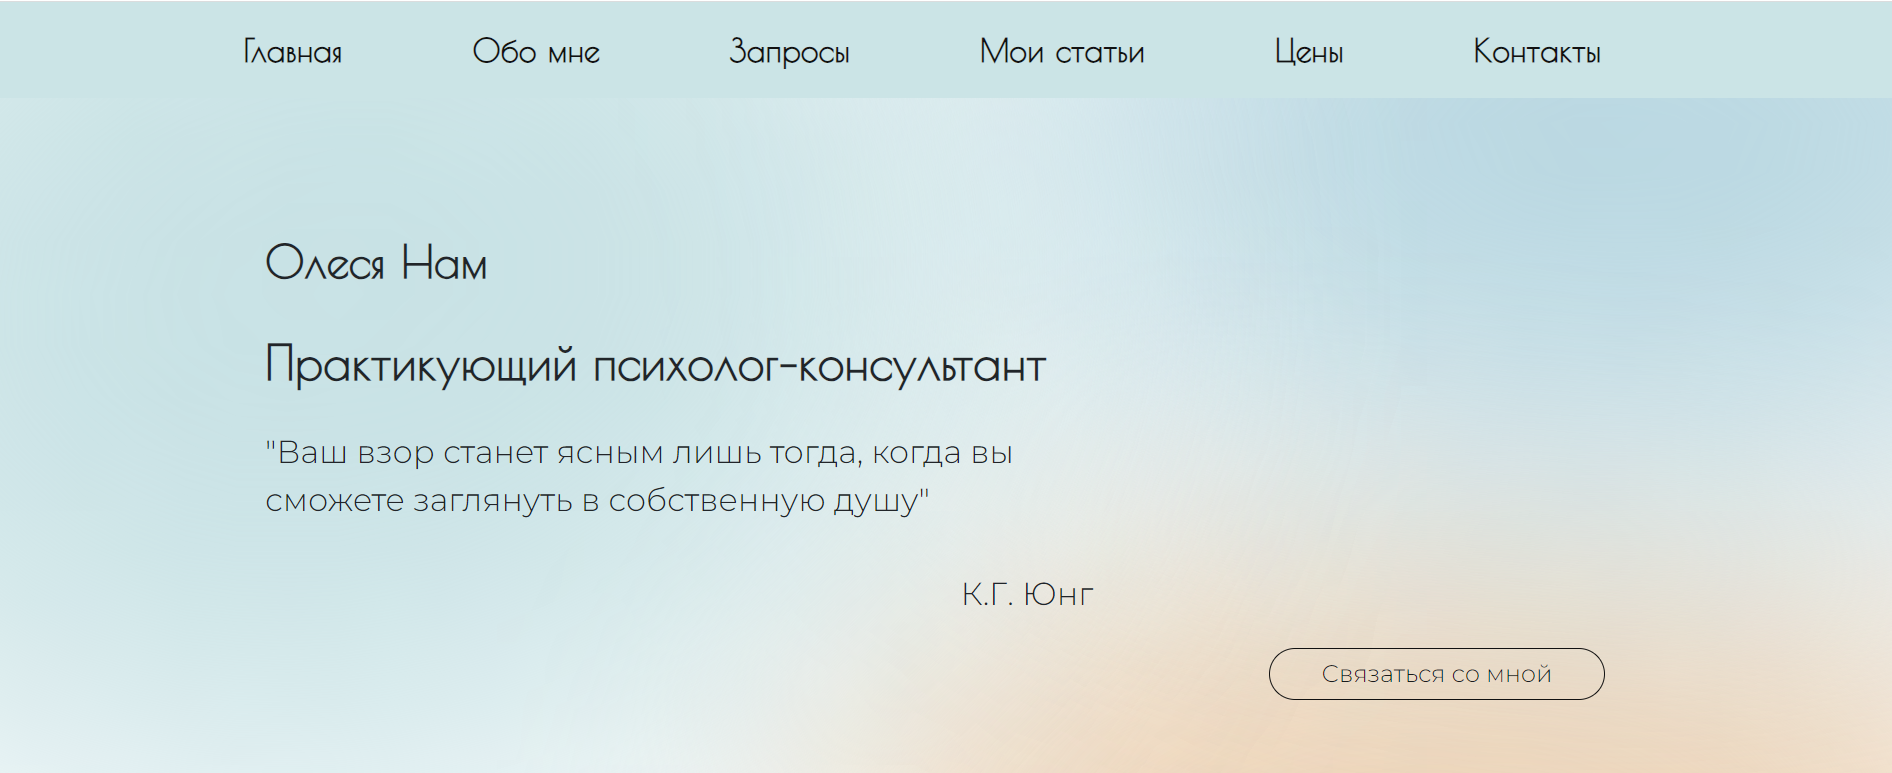 Главная Обо мне Запросы Мои статьи Цены Контакты
Олеся Нам
Практикующий психолог-консультант
"Ваш взор станет ясным лишь тогда, когда вы
сможете заглянуть в собственную душу"
К.Г. Юнг
Связаться со мной